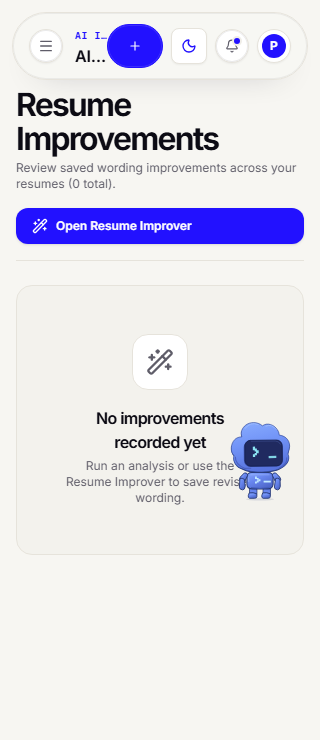 AI I…
Al…
P
Resume
Improvements
Review saved wording improvements across your
resumes (0 total).
Open Resume Improver
No improvements
recorded yet
Run an analysis or use the
Resume Improver to save
wording.